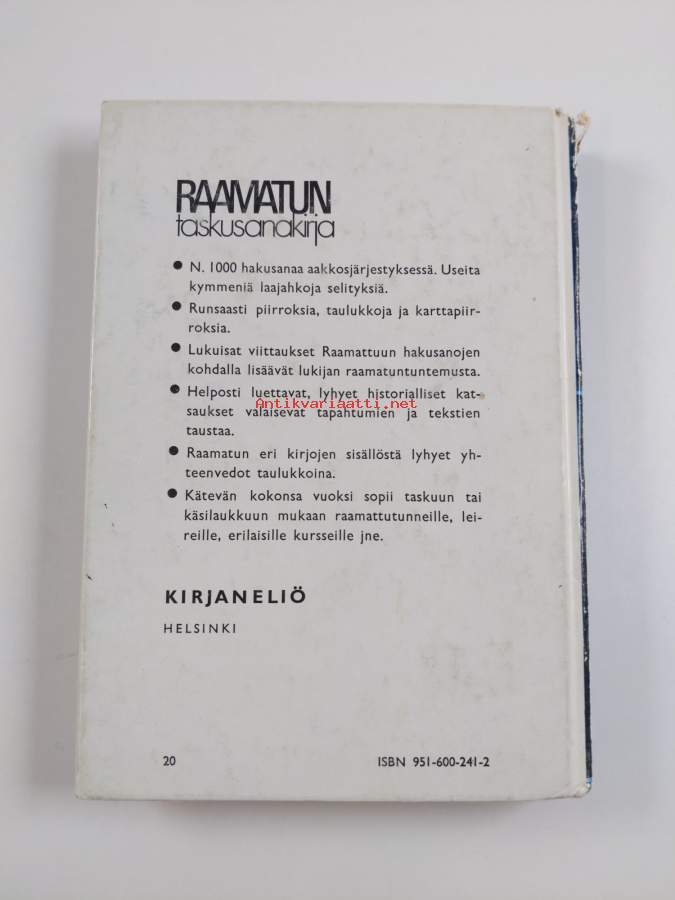 RAAMATUN
taskusanakirja
• N. 1000 hakusanaa aakkosjärjestyksessä. Useita
kymmeniä laajahkoja selityksiä.
• Runsaasti piirroksia, taulukkoja ja karttapiir-
roksia.
• Lukuisat viittaukset Raamattuun hakusanojen
kohdalla lisäävät lukijan raamatuntuntemusta.
• Helposti luettavat, lyhyet historialliset kat-
Antikvariaatti.net
saukset valaisevat tapahtumien ja tekstien
taustaa.
• Raamatun eri kirjojen sisällöstä lyhyet yh-
teenvedot taulukkoina.
• Kätevän kokonsa vuoksi sopii taskuun tai
käsilaukkuun mukaan raamattutunneille, lei-
reille, erilaisille kursseille jne.
KIRJANELIÖ
HELSINKI
20 ISBN 951-600-241-2